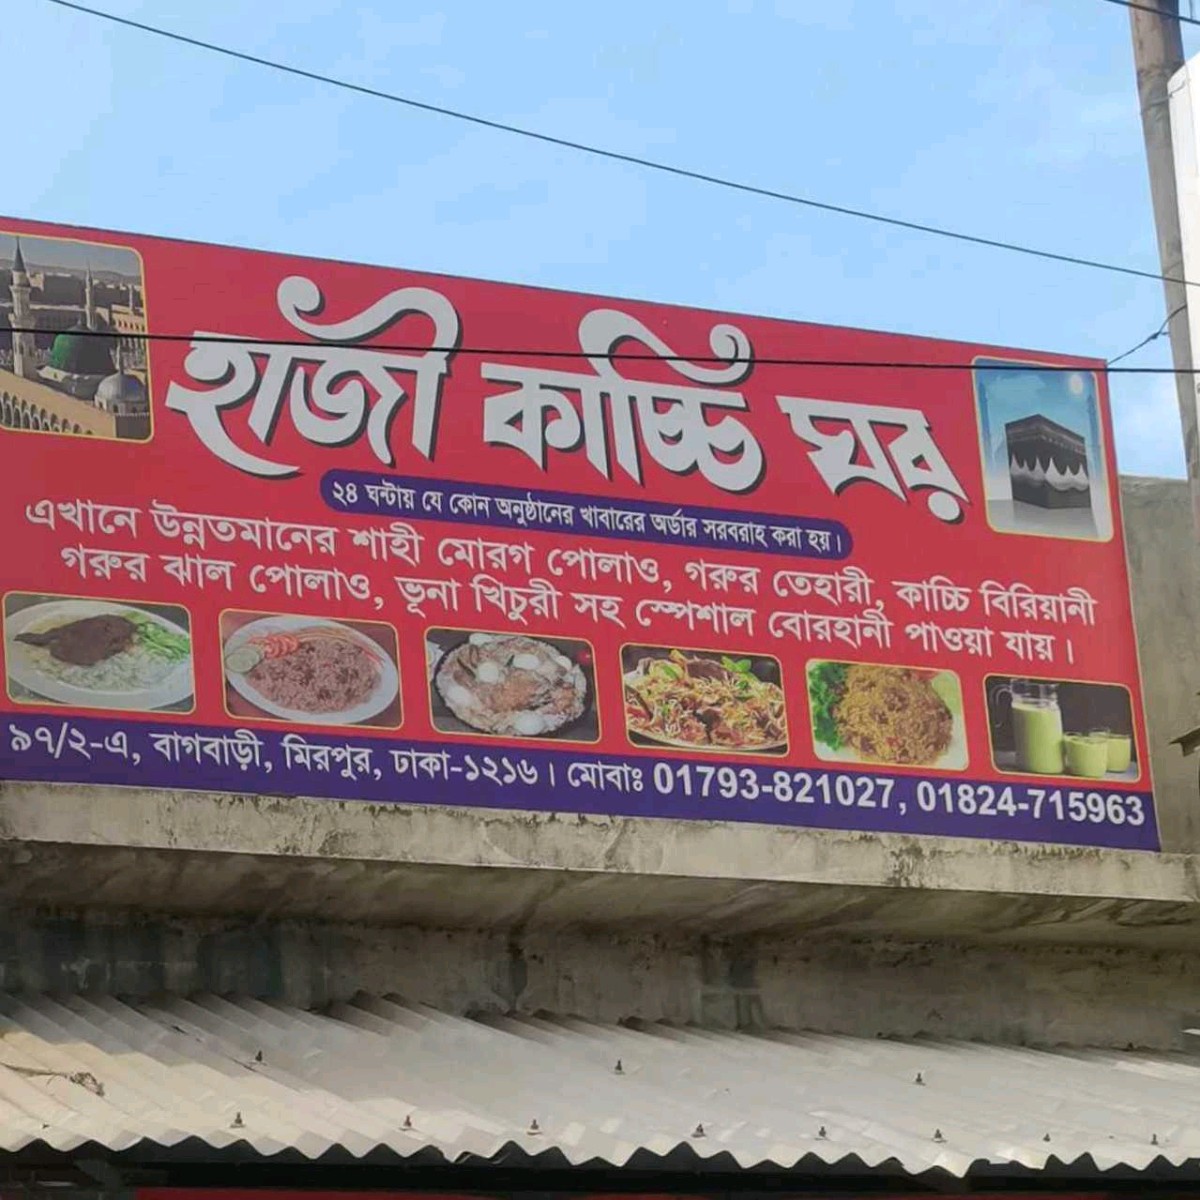 হাজী কাচ্চি ঘর
২৪ ঘন্টায় যে কোন অনুষ্ঠানের খাবারের অর্ডার সরবরাহ করা হয়।
এখানে উন্নতমানের শাহী মোরগ পোলাও, গরুর তেহারী, কাচ্চি বিরিয়ানী
গরুর ঝাল পোলাও, ভূনা খিচুরী সহ স্পেশাল বোরহানী পাওয়া যায়।
৯৭/২-এ, বাগবাড়ী, মিরপুর, ঢাকা-১২১৬। মোবাঃ 01793-821027, 01824-715963